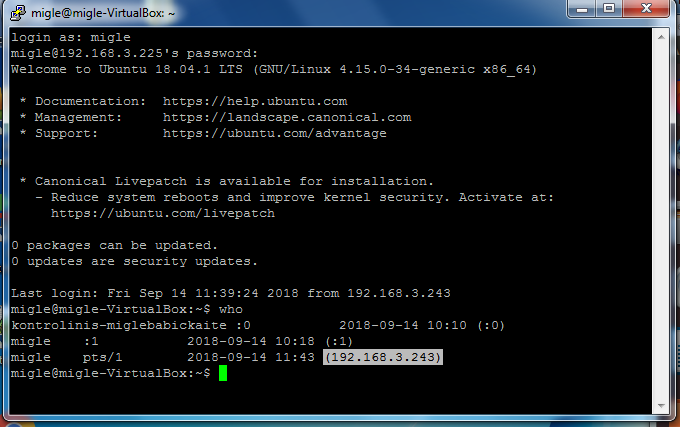 migle@migle-VirtualBox: ~
login as: migle
migle@192.168.3.225's password:
Welcome to Ubuntu 18.04.1 LTS (GNU/Linux 4.15.0-34-generic x86_64)
* Documentation:  https://help.ubuntu.com
* Management:     https://landscape.canonical.com
* Support:        https://ubuntu.com/advantage
* Canonical Livepatch is available for installation.
- Reduce system reboots and improve kernel security. Activate at:
https://ubuntu.com/livepatch
0 packages can be updated.
0 updates are security updates.
Last login: Fri Sep 14 11:39:24 2018 from 192.168.3.243
migle@migle-VirtualBox:~$ who
kontrolinis-miglebabickaite :0           2018-09-14 10:10 (:0)
migle    :1           2018-09-14 10:18 (:1)
migle    pts/1        2018-09-14 11:43 (192.168.3.243)
migle@migle-VirtualBox:~$